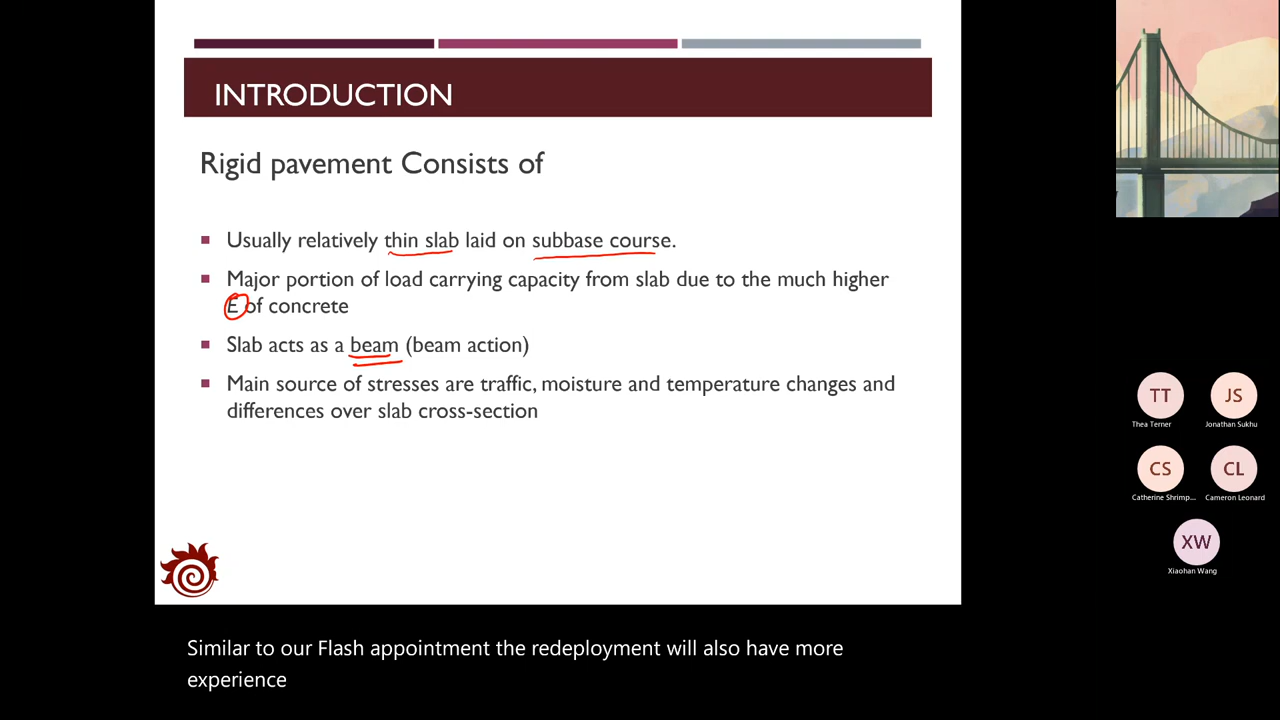 INTRODUCTION
Rigid pavement Consists of
Usually relatively thin slab laid on subbase course.
Major portion of load carrying capacity from slab due to the much higher
E of concrete
Slab acts as a beam (beam action)
Main source of stresses are traffic, moisture and temperature changes and
differences over slab cross-section
TT
JS
Thea Terner
Jonathan Sukhu
CS
CL
Catherine Shrimp...
Cameron Leonard
XW
Xiaohan Wang
Similar to our Flash appointment the redeployment will also have more
experience